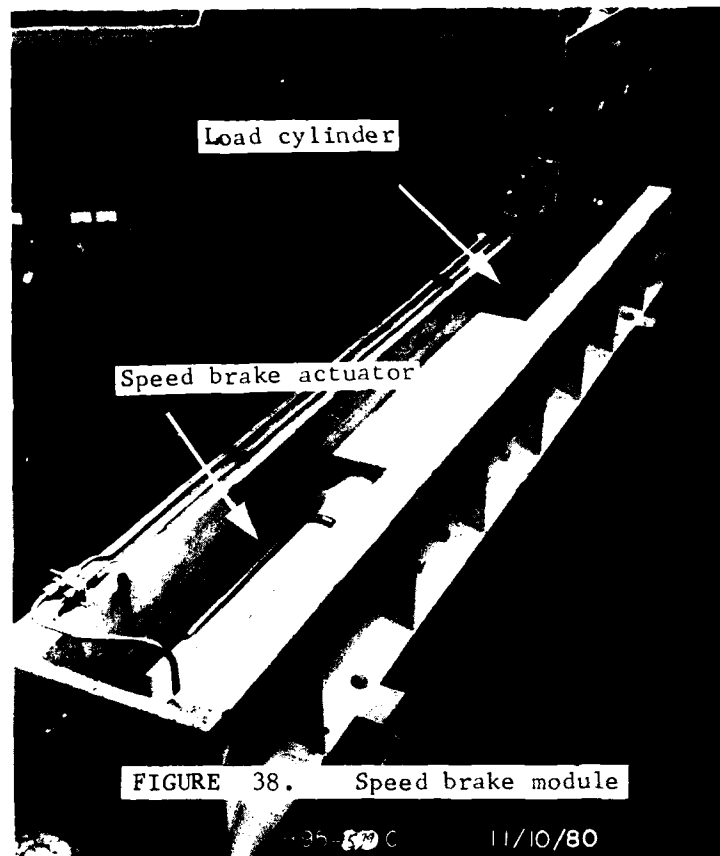 Load cylinder
Speed brake actuator
FIGURE 38. Speed brake module
11/10/80